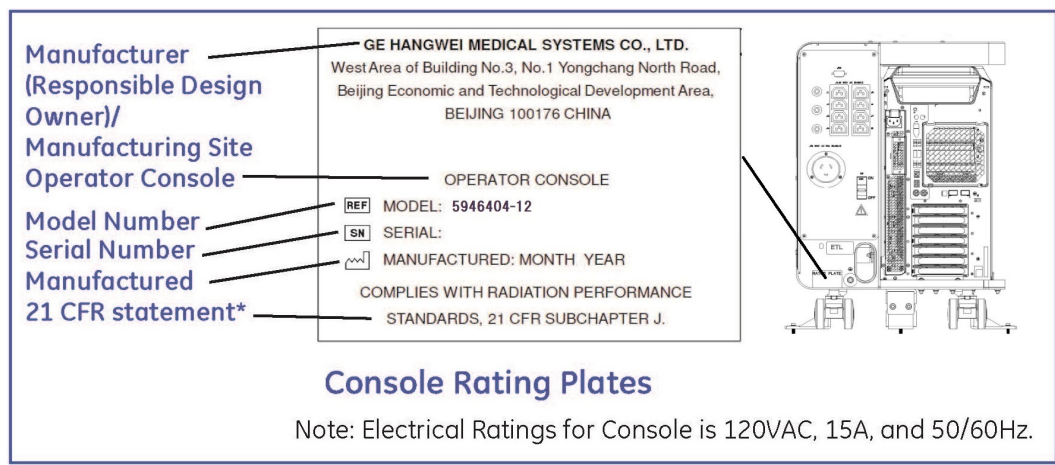 Manufacturer
(Responsible Design
Owner)/
Manufacturing Site
Operator Console
Model Number
Serial Number
Manufactured
21 CFR statement*
GE HANGWEI MEDICAL SYSTEMS CO., LTD.
West Area of Building No.3, No.1 Yongchang North Road,
Beijing Economic and Technological Development Area,
BEIJING 100176 CHINA
OPERATOR CONSOLE
REF MODEL: 5946404-12
SN SERIAL:
MANUFACTURED: MONTH YEAR
COMPLIES WITH RADIATION PERFORMANCE
STANDARDS, 21 CFR SUBCHAPTER J.
ON
OFF
ETL
RATING PLATE
Console Rating Plates
Note: Electrical Ratings for Console is 120VAC, 15A, and 50/60Hz.